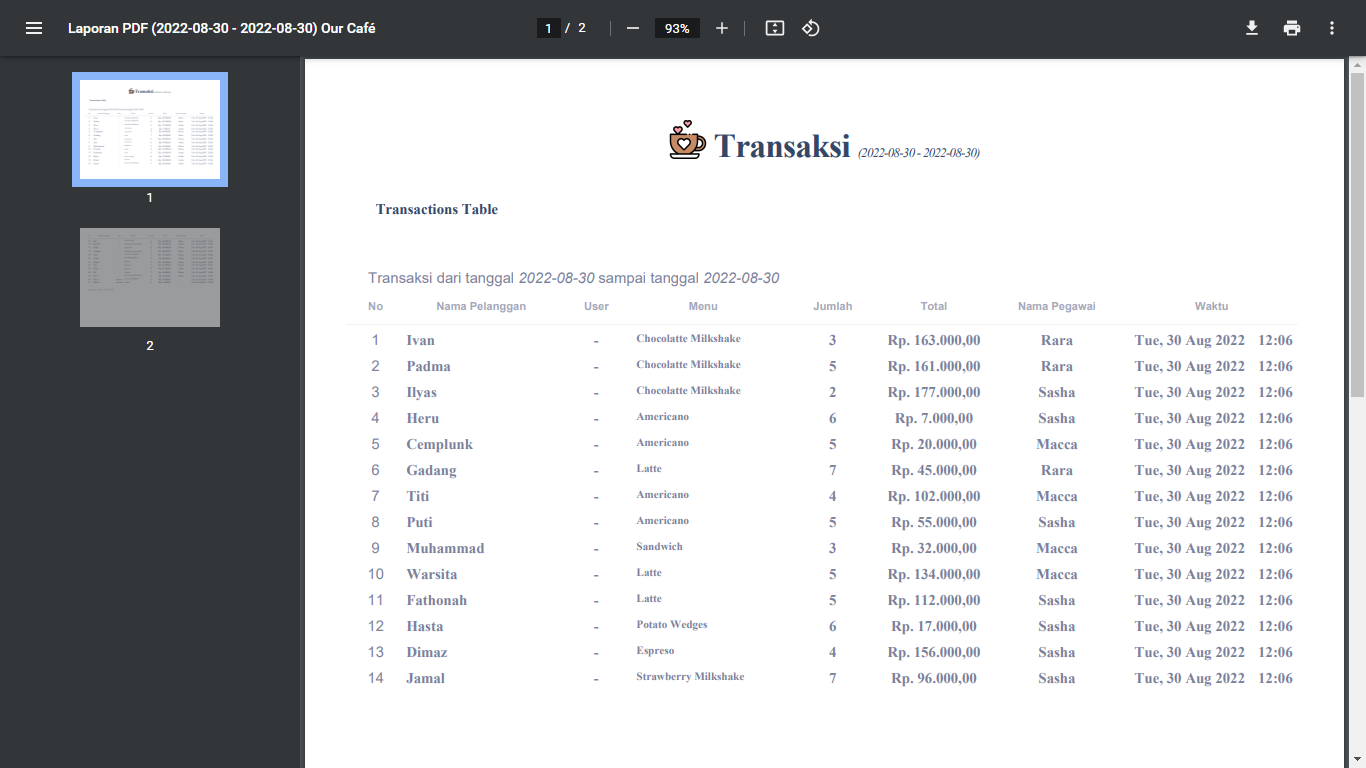 Laporan PDF (2022-08-30 - 2022-08-30) Our Café
1 / 2
93%
1
2
Transaksi (2022-08-30 - 2022-08-30)
Transactions Table
Transaksi dari tanggal 2022-08-30 sampai tanggal 2022-08-30
No Nama Pelanggan User Menu Jumlah Total Nama Pegawai Waktu
1 Ivan - Chocolatte Milkshake 3 Rp. 163.000,00 Rara Tue, 30 Aug 2022 12:06
2 Padma - Chocolatte Milkshake 5 Rp. 161.000,00 Rara Tue, 30 Aug 2022 12:06
3 Ilyas - Chocolatte Milkshake 2 Rp. 177.000,00 Sasha Tue, 30 Aug 2022 12:06
4 Heru - Americano 6 Rp. 7.000,00 Sasha Tue, 30 Aug 2022 12:06
5 Cemplunk - Americano 5 Rp. 20.000,00 Macca Tue, 30 Aug 2022 12:06
6 Gadang - Latte 7 Rp. 45.000,00 Rara Tue, 30 Aug 2022 12:06
7 Titi - Americano 4 Rp. 102.000,00 Macca Tue, 30 Aug 2022 12:06
8 Puti - Americano 5 Rp. 55.000,00 Sasha Tue, 30 Aug 2022 12:06
9 Muhammad - Sandwich 3 Rp. 32.000,00 Macca Tue, 30 Aug 2022 12:06
10 Warsita - Latte 5 Rp. 134.000,00 Macca Tue, 30 Aug 2022 12:06
11 Fathonah - Latte 5 Rp. 112.000,00 Sasha Tue, 30 Aug 2022 12:06
12 Hasta - Potato Wedges 6 Rp. 17.000,00 Sasha Tue, 30 Aug 2022 12:06
13 Dimaz - Espreso 4 Rp. 156.000,00 Sasha Tue, 30 Aug 2022 12:06
14 Jamal - Strawberry Milkshake 7 Rp. 96.000,00 Sasha Tue, 30 Aug 2022 12:06